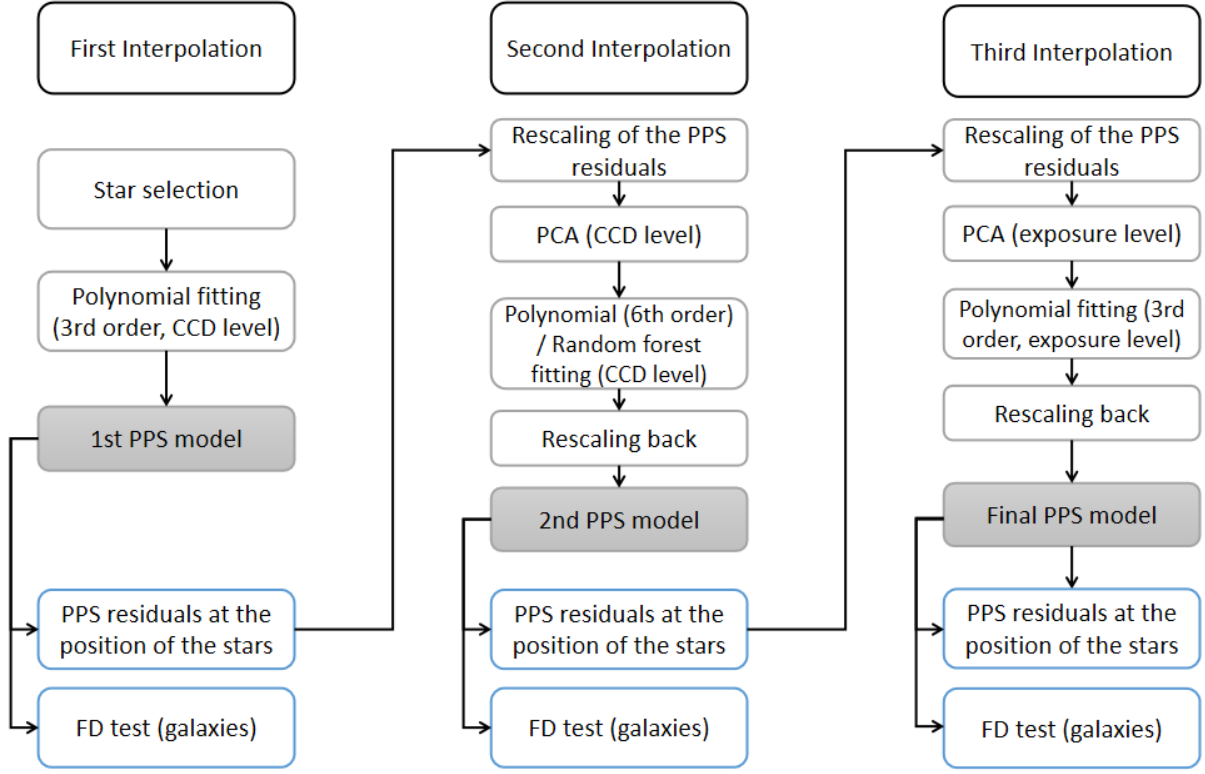 First Interpolation
Star selection
Polynomial fitting
(3rd order, CCD level)
1st PPS model
PPS residuals at the
position of the stars
FD test (galaxies)
Second Interpolation
Rescaling of the PPS
residuals
PCA (CCD level)
Polynomial (6th order)
/ Random forest
fitting (CCD level)
Rescaling back
2nd PPS model
PPS residuals at the
position of the stars
FD test (galaxies)
Third Interpolation
Rescaling of the PPS
residuals
PCA (exposure level)
Polynomial fitting (3rd
order, exposure level)
Rescaling back
Final PPS model
PPS residuals at the
position of the stars
FD test (galaxies)